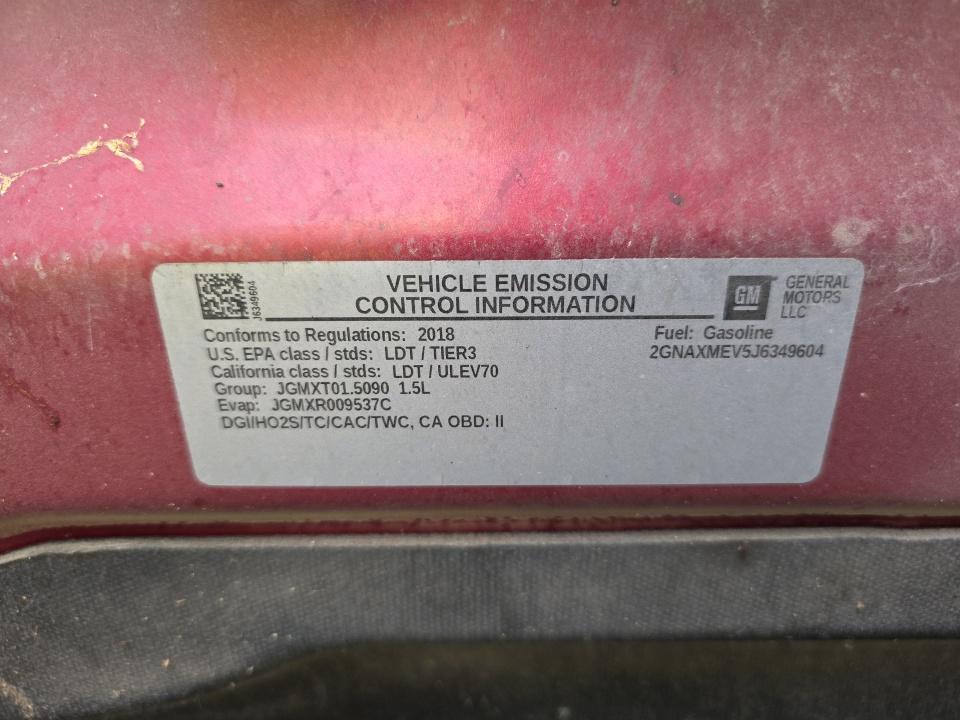 J6349604
VEHICLE EMISSION
CONTROL INFORMATION
GM
GENERAL
MOTORS
LLC
Conforms to Regulations: 2018
Fuel: Gasoline
U.S. EPA class / stds: LDT / TIER3
2GNAXMEV5J6349604
California class / stds: LDT / ULEV70
Group: JGMXT01.5090 1.5L
Evap: JGMXR009537C
DGI/HO2S/TC/CAC/TWC, CA OBD: II